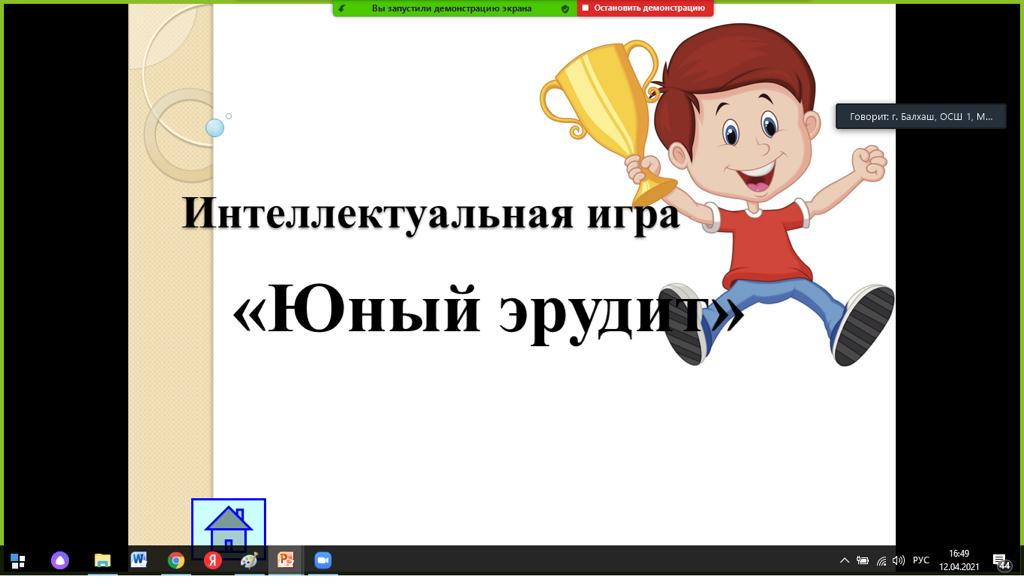 Вы запустили демонстрацию экрана
Остановить демонстрацию
Говорит: г. Балхаш, ОСШ 1, М...
Интеллектуальная игра
«Юный эрудит»
РУС
16:49
12.04.2021
44